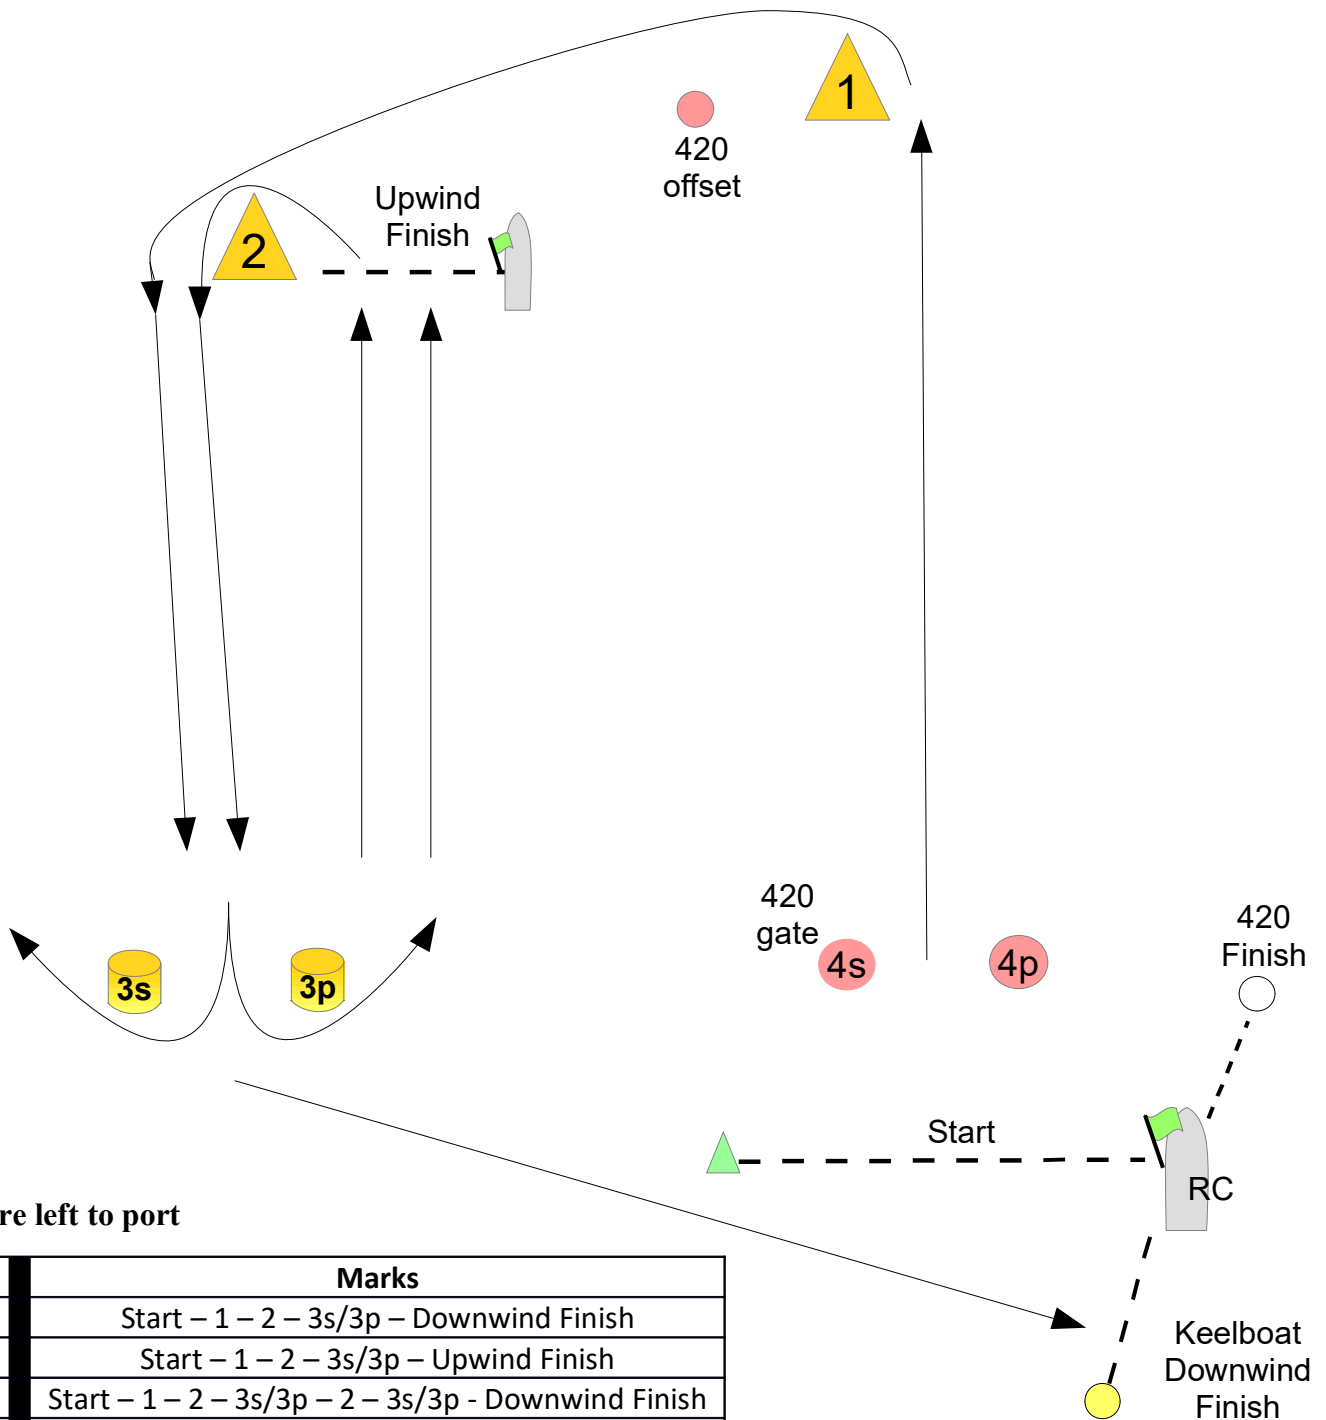 1
420
offset
Upwind
Finish
2
420
gate
4s
4p
420
Finish
3s
3p
Start
RC
left to port
Marks
Start – 1 – 2 – 3s/3p – Downwind Finish
Start – 1 – 2 – 3s/3p – Upwind Finish
Start – 1 – 2 – 3s/3p – 2 – 3s/3p - Downwind Finish
Keelboat
Downwind
Finish